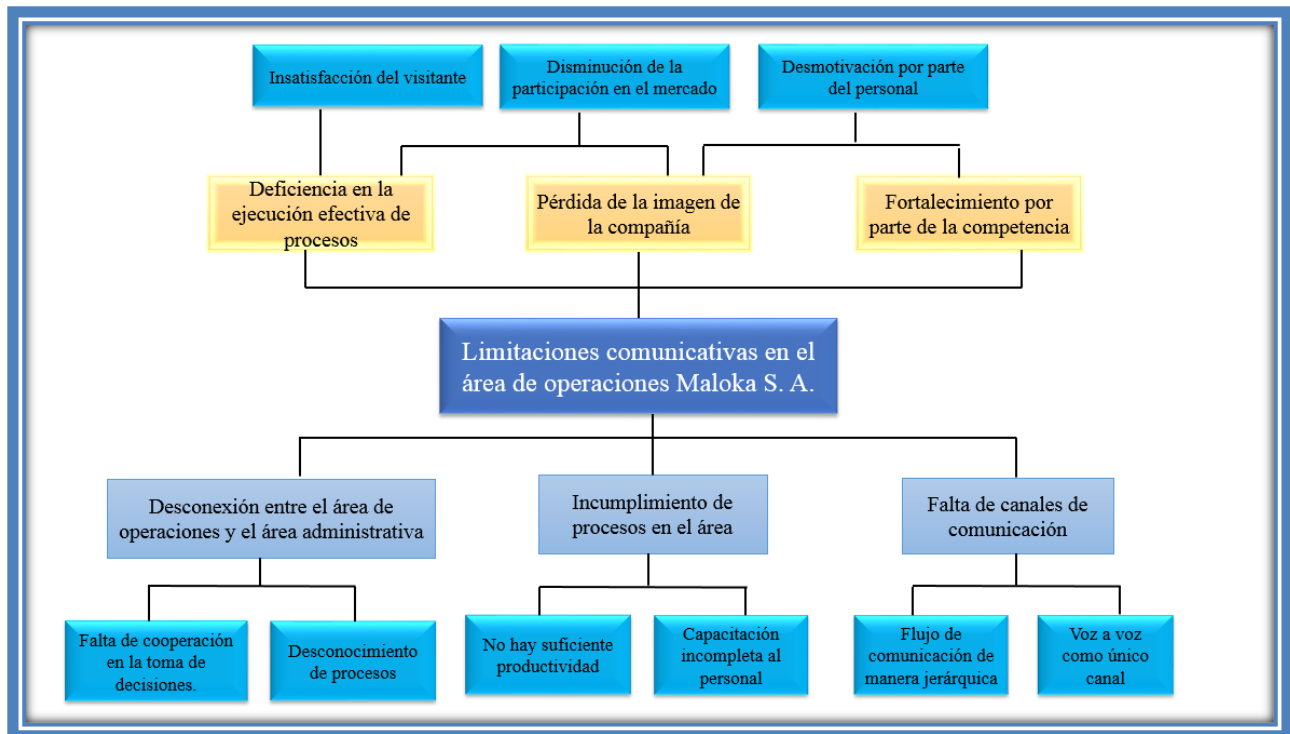 Insatisfacción del visitante
Disminución de la
participación en el mercado
Desmotivación por parte
del personal
Deficiencia en la
ejecución efectiva de
procesos
Pérdida de la imagen de
la compañía
Fortalecimiento por
parte de la competencia
Limitaciones comunicativas en el
área de operaciones Maloka S. A.
Desconexión entre el área de
operaciones y el área administrativa
Incumplimiento de
procesos en el área
Falta de canales de
comunicación
Falta de cooperación
en la toma de
decisiones.
Desconocimiento
de procesos
No hay suficiente
productividad
Capacitación
incompleta al
personal
Flujo de
comunicación de
manera jerárquica
Voz a voz
como único
canal